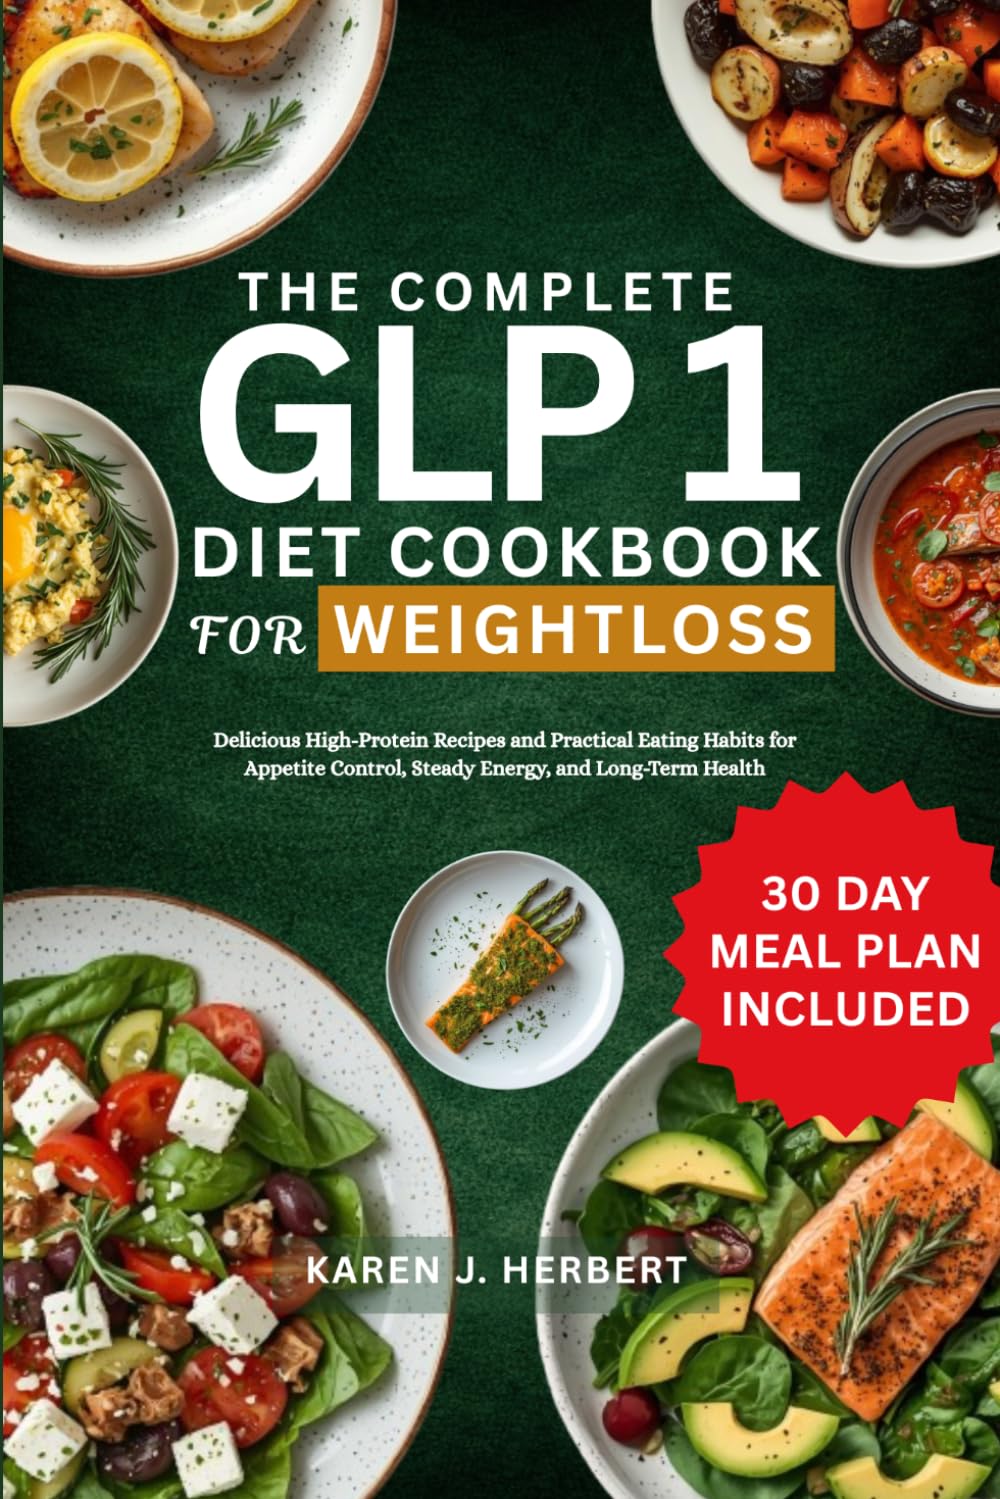 THE COMPLETE
GLP 1
DIET COOKBOOK
FOR WEIGHTLOSS
Delicious High-Protein Recipes and Practical Eating Habits for
Appetite Control, Steady Energy, and Long-Term Health
30 DAY
MEAL PLAN
INCLUDED
KAREN J. HERBERT